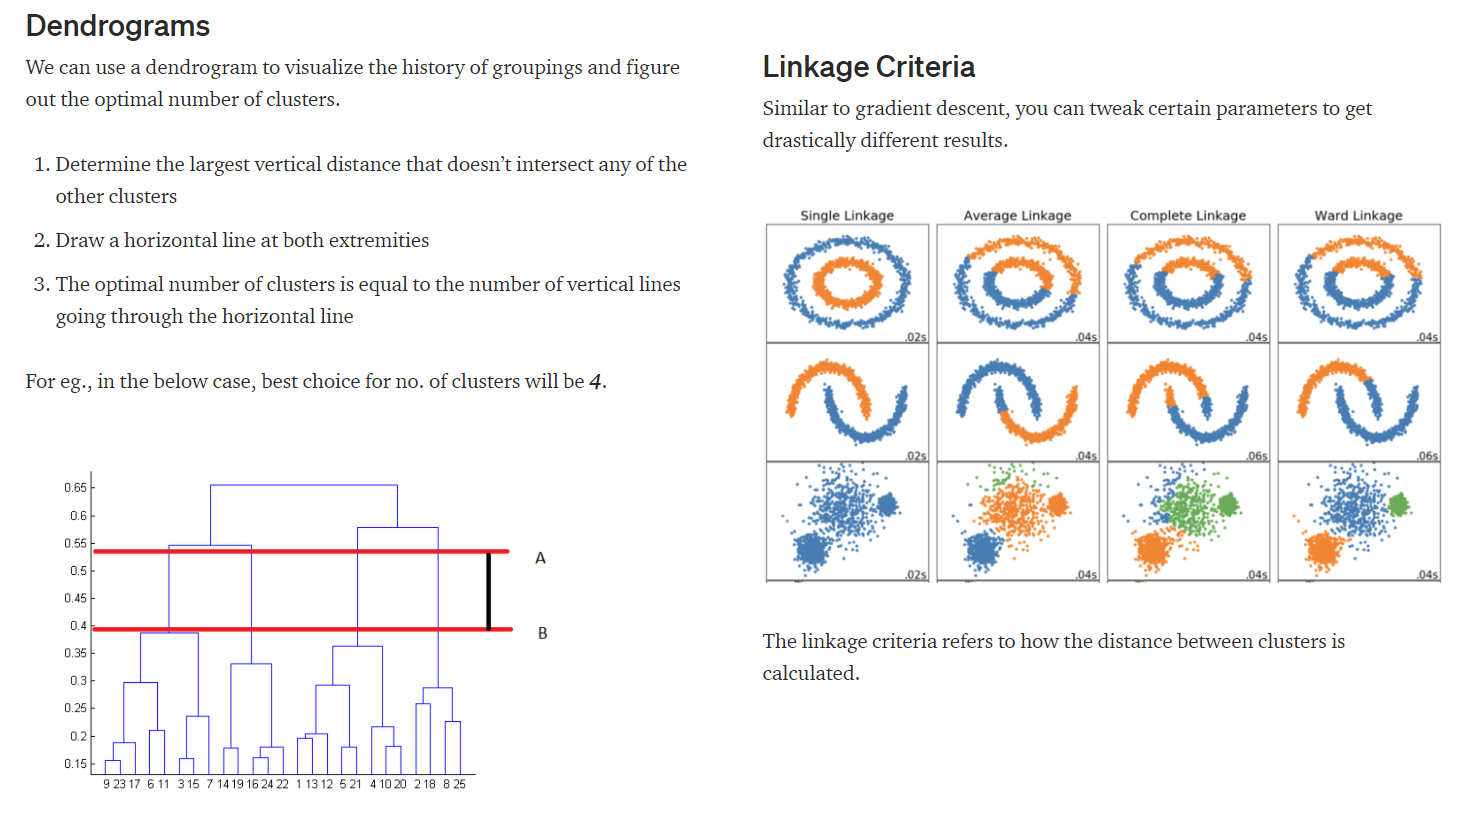 Dendrograms
We can use a dendrogram to visualize the history of groupings and figure
out the optimal number of clusters.
1. Determine the largest vertical distance that doesn't intersect any of the
other clusters
2. Draw a horizontal line at both extremities
3. The optimal number of clusters is equal to the number of vertical lines
going through the horizontal line
For eg., in the below case, best choice for no. of clusters will be 4.
0.65
0.6
0.55
0.5
0.45
0.4
0.35
0.3
0.25
0.2
0.15
A
B
9 23 17 6 11 3 15 7 14 19 16 24 22 1 13 12 5 21 4 10 20 2 18 8 25
Linkage Criteria
Similar to gradient descent, you can tweak certain parameters to get
drastically different results.
Single Linkage Average Linkage Complete Linkage Ward Linkage
.02s .04s .04s .04s
.02s .04s .06s .06s
.02s .04s .04s .04s
The linkage criteria refers to how the distance between clusters is
calculated.